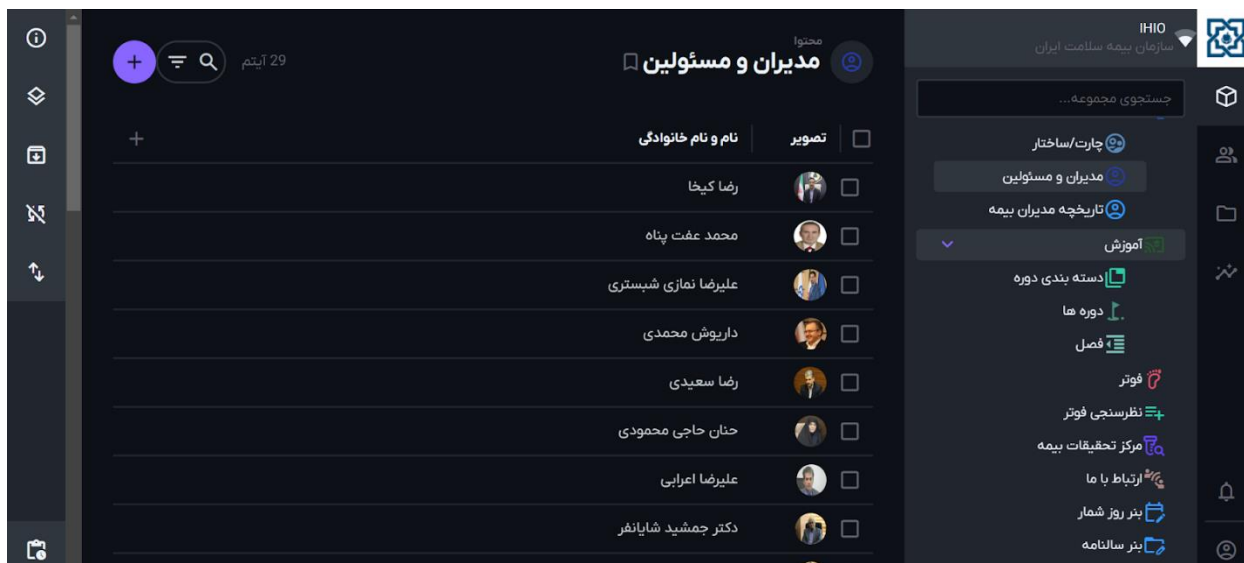 IHIO
سازمان بیمه سلامت ایران
جستجوی مجموعه...
چارت/ساختار
مدیران و مسئولین
تاریخچه مدیران بیمه
آموزش
دسته بندی دوره
دوره ها
فصل
فوتر
نظرسنجی فوتر
مرکز تحقیقات بیمه
ارتباط با ما
بنر روز شمار
بنر سالنامه
محتوا
مدیران و مسئولین
29 آیتم
تصویر
نام و نام خانوادگی
رضا کیخا
محمد عفت پناه
علیرضا نمازی شبستری
داریوش محمدی
رضا سعیدی
حنان حاجی محمودی
علیرضا اعرابی
دکتر جمشید شایانفر